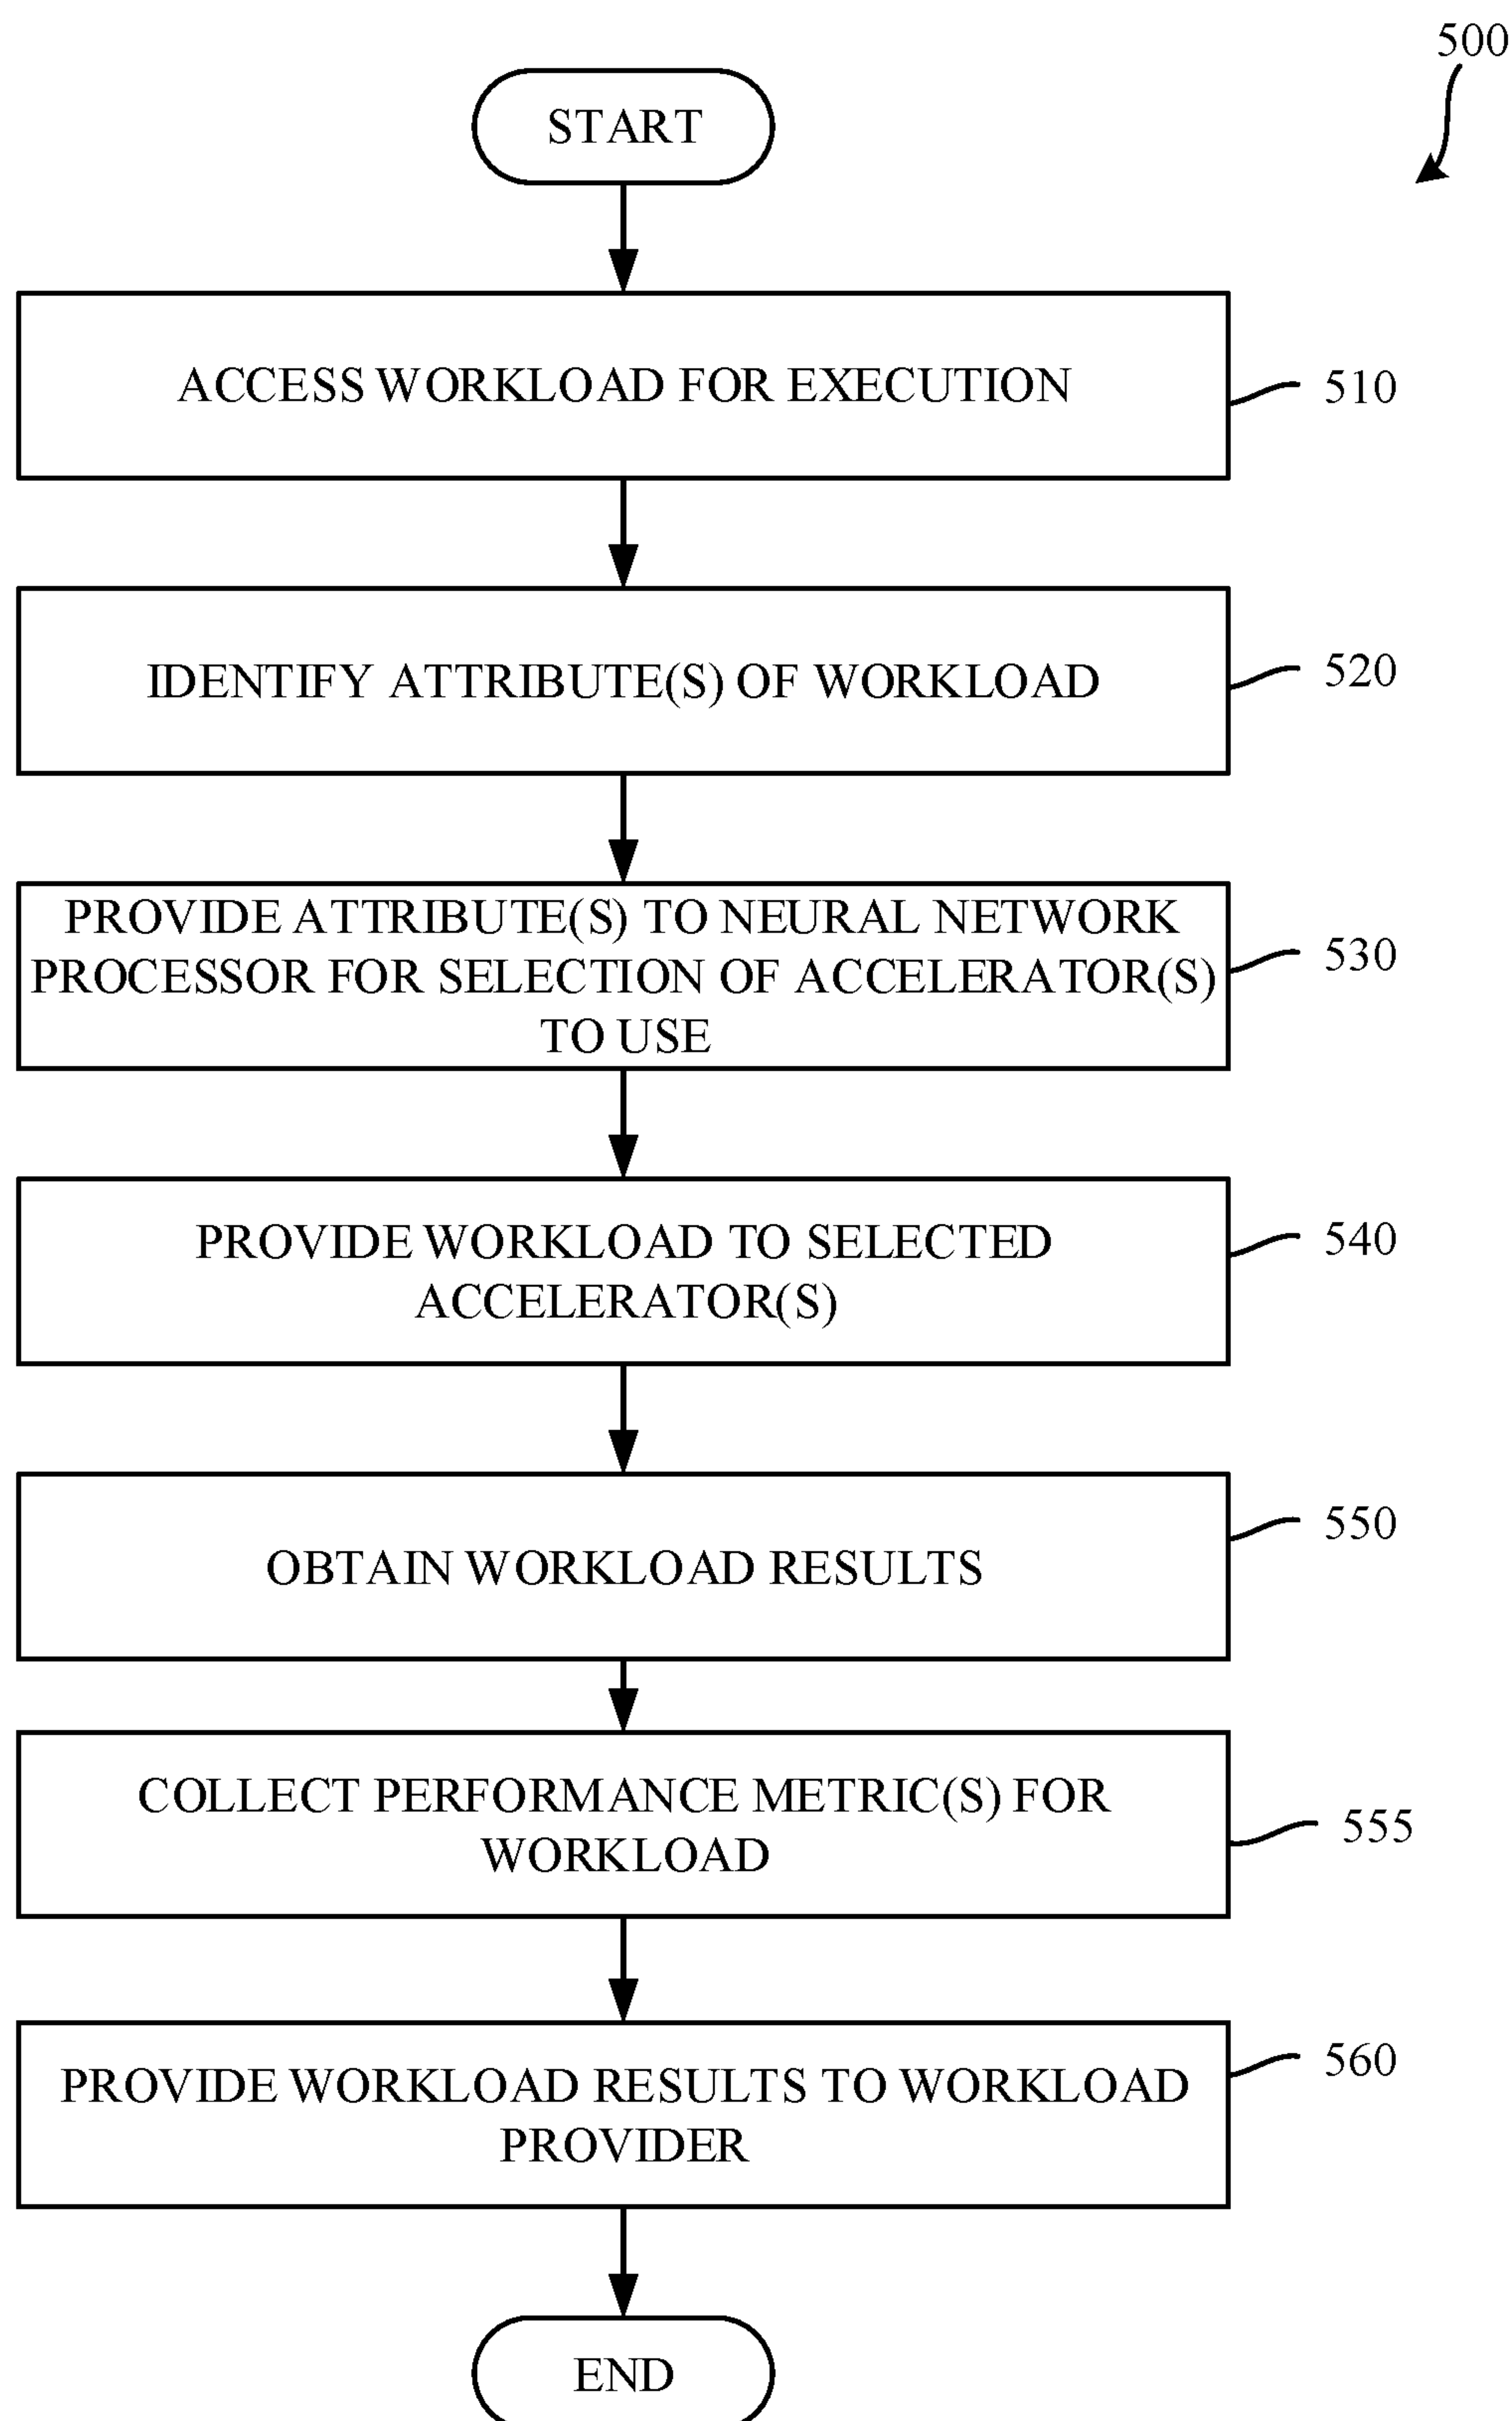 500
START
ACCESS WORKLOAD FOR EXECUTION
510
IDENTIFY ATTRIBUTE(S) OF WORKLOAD
520
PROVIDE ATTRIBUTE(S) TO NEURAL NETWORK
PROCESSOR FOR SELECTION OF ACCELERATOR(S)
TO USE
530
PROVIDE WORKLOAD TO SELECTED
ACCELERATOR(S)
540
OBTAIN WORKLOAD RESULTS
550
COLLECT PERFORMANCE METRIC(S) FOR
WORKLOAD
555
PROVIDE WORKLOAD RESULTS TO WORKLOAD
PROVIDER
560
END